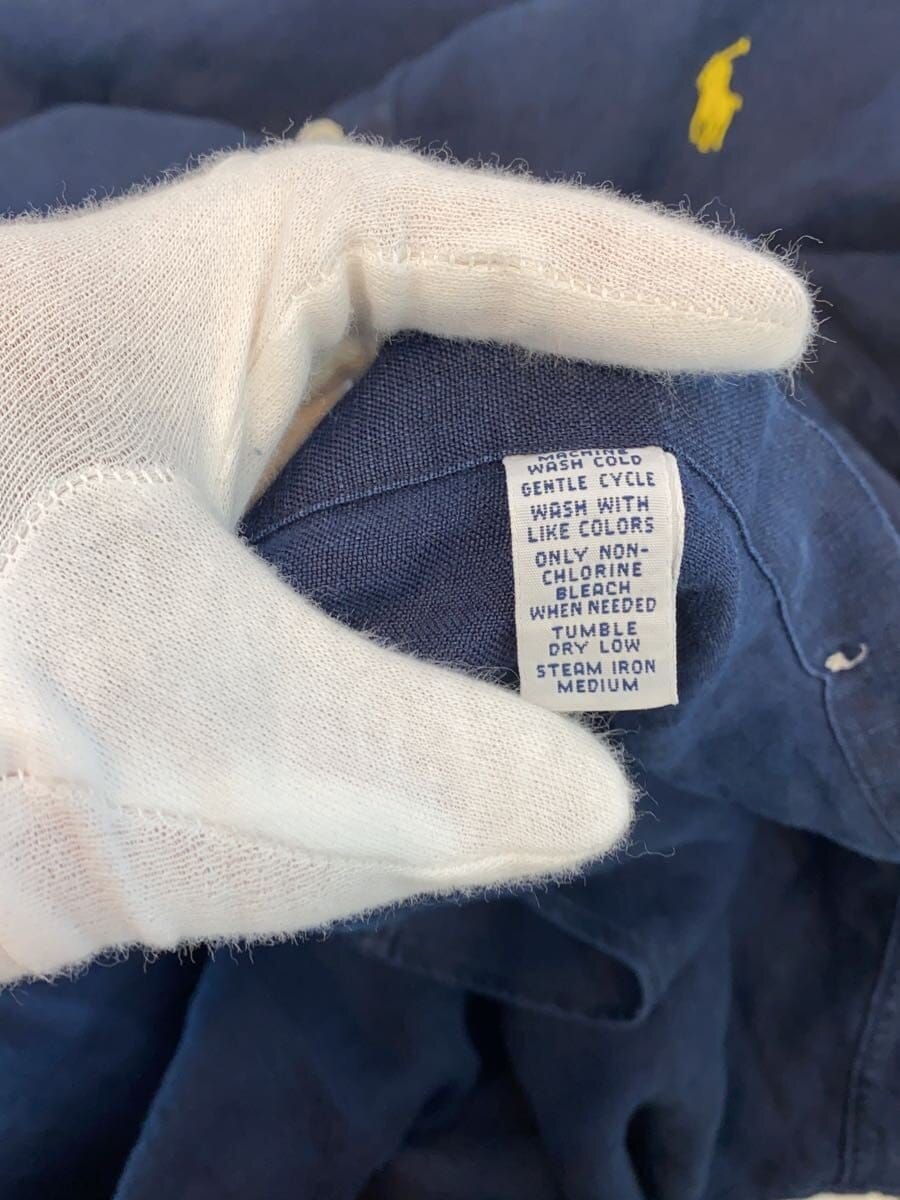 MACHINE
WASH COLD
GENTLE CYCLE
WASH WITH
LIKE COLORS
ONLY NON-
CHLORINE
BLEACH
WHEN NEEDED
TUMBLE
DRY LOW
STEAM IRON
MEDIUM